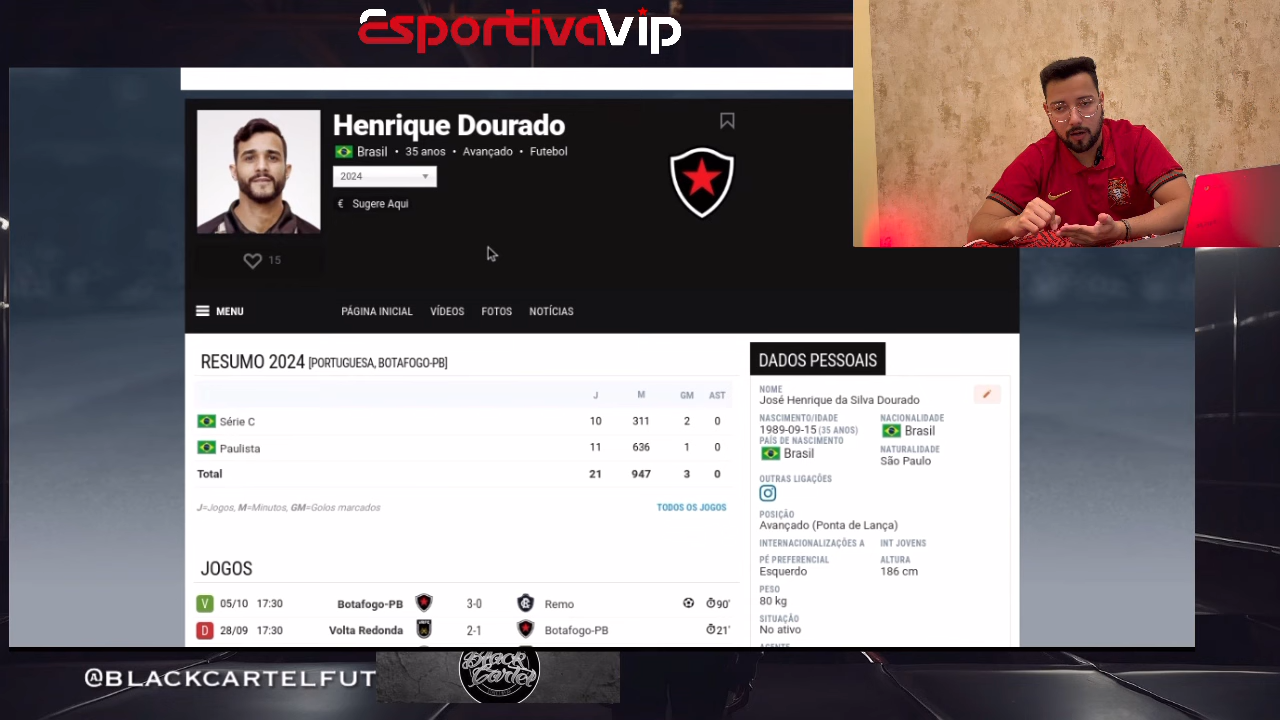 EsportivaVip
Henrique Dourado
Brasil • 35 anos • Avançado • Futebol
2024
€ Sugere Aqui
15
MENU
PÁGINA INICIAL VÍDEOS FOTOS NOTÍCIAS
RESUMO 2024 [PORTUGUESA, BOTAFOGO-PB]
J M GM AST
Série C 10 311 2 0
Paulista 11 636 1 0
Total 21 947 3 0
J=Jogos, M=Minutos, GM=Golos marcados
TODOS OS JOGOS
JOGOS
V 05/10 17:30 Botafogo-PB 3-0 Remo 90'
D 28/09 17:30 Volta Redonda 2-1 Botafogo-PB 21'
DADOS PESSOAIS
NOME
José Henrique da Silva Dourado
NASCIMENTO/IDADE
1989-09-15 (35 ANOS)
NACIONALIDADE
Brasil
PAÍS DE NASCIMENTO
Brasil
NATURALIDADE
São Paulo
OUTRAS LIGAÇÕES
POSIÇÃO
Avançado (Ponta de Lança)
INTERNACIONALIZAÇÕES A
INT JOVENS
PÉ PREFERENCIAL
Esquerdo
ALTURA
186 cm
PESO
80 kg
SITUAÇÃO
No ativo
@BLACKCARTELFUT
Black
Cartel